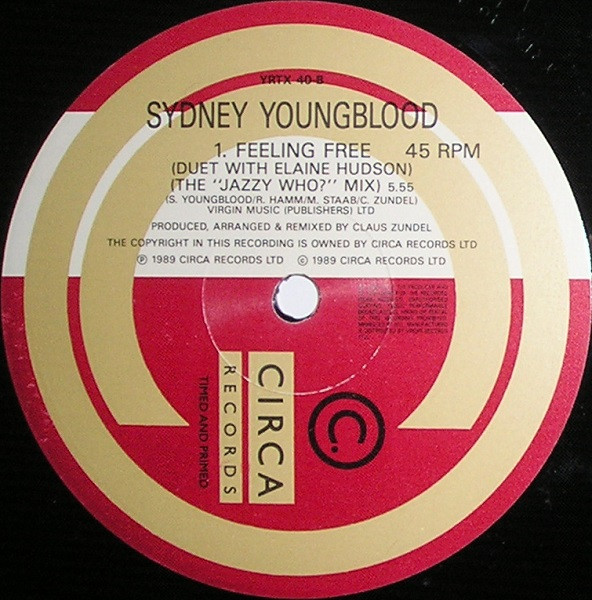 YRTX 40-B
SYDNEY YOUNGBLOOD
1. FEELING FREE 45 RPM
(DUET WITH ELAINE HUDSON)
(THE "JAZZY WHO?" MIX) 5.55
(S. YOUNGBLOOD/R. HAMM/M. STAAB/C. ZUNDEL)
VIRGIN MUSIC (PUBLISHERS) LTD
PRODUCED, ARRANGED & REMIXED BY CLAUS ZUNDEL
THE COPYRIGHT IN THIS RECORDING IS OWNED BY CIRCA RECORDS LTD
℗ 1989 CIRCA RECORDS LTD © 1989 CIRCA RECORDS LTD
C.
CIRCA
RECORDS
TIMED AND PRIMED